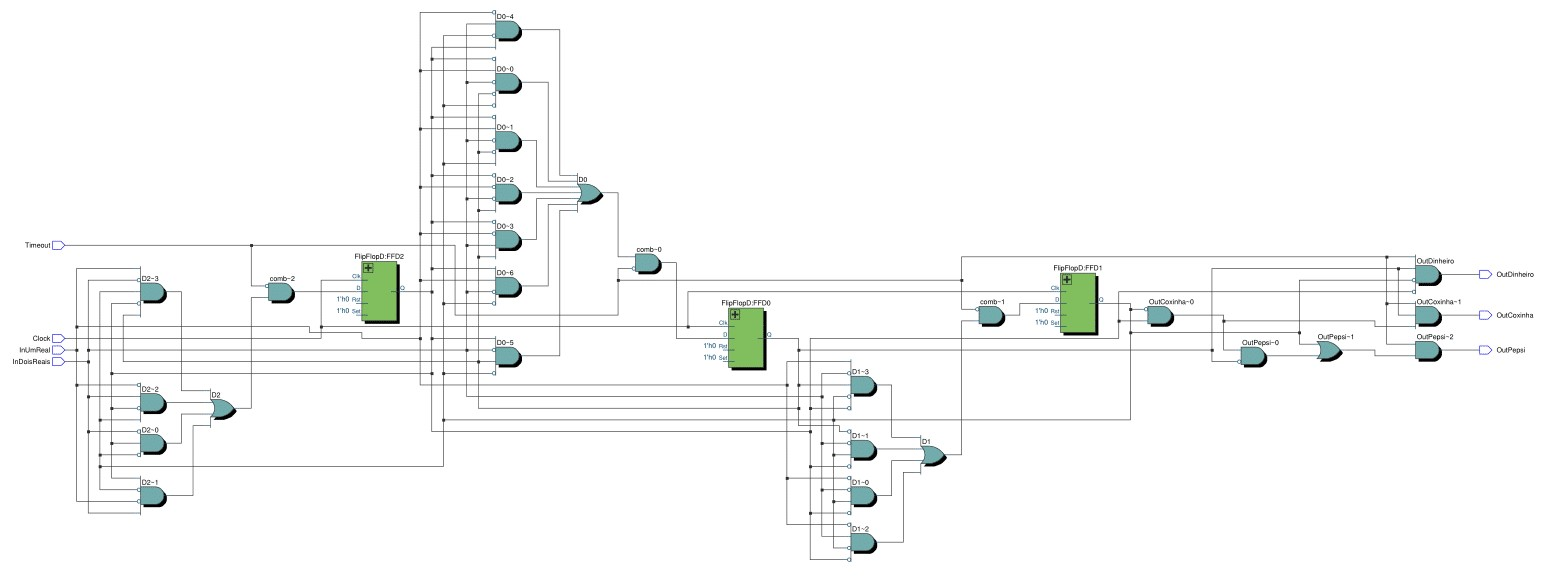 D0~4
D0~0
D0~1
D0~2
D0
D0~3
Timeout
comb~0
FlipFlopD:FFD2
D2~3
comb~2
Clk
D
1'h0 Rst
1'h0 Set
Q
D0~6
FlipFlopD:FFD1
Clk
D
1'h0 Rst
1'h0 Set
Q
OutDinheiro
OutDinheiro
comb~1
OutCoxinha~0
OutCoxinha~1
OutCoxinha
FlipFlopD:FFD0
Clk
D
1'h0 Rst
1'h0 Set
Q
Clock
InUmReal
InDoisReais
D0~5
OutPepsi~0
OutPepsi~1
OutPepsi~2
OutPepsi
D1~3
D2~2
D2
D2~0
D1~1
D1
D2~1
D1~0
D1~2